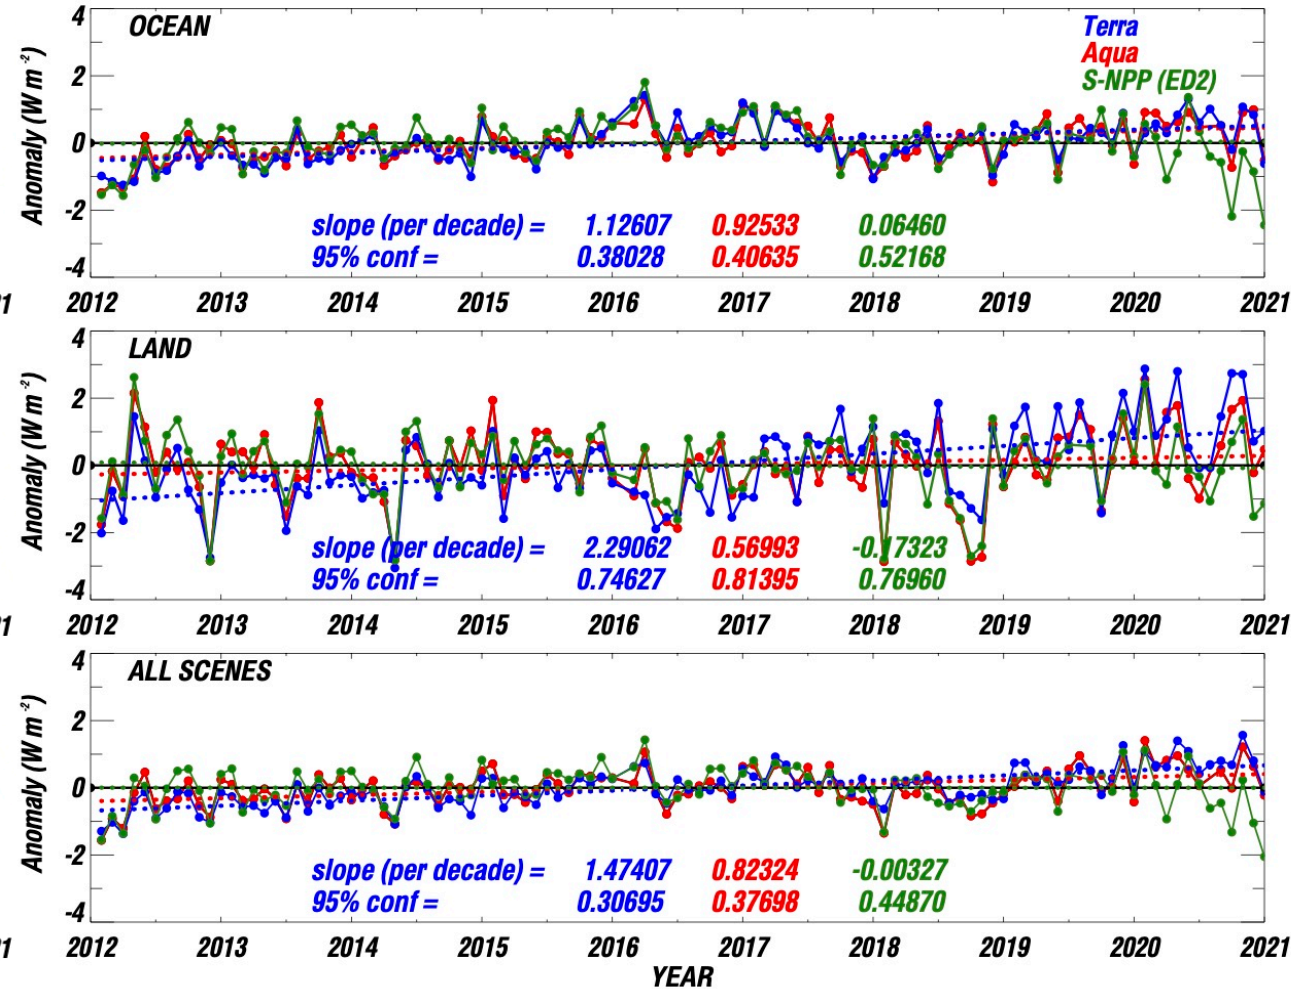 4
OCEAN
Terra
Aqua
S-NPP (ED2)
2
0
-2
-4
Anomaly (W m⁻²)
slope (per decade) = 1.12607 0.92533 0.06460
95% conf = 0.38028 0.40635 0.52168
21 2012 2013 2014 2015 2016 2017 2018 2019 2020 2021
4
LAND
2
0
-2
-4
Anomaly (W m⁻²)
slope (per decade) = 2.29062 0.56993 -0.17323
95% conf = 0.74627 0.81395 0.76960
21 2012 2013 2014 2015 2016 2017 2018 2019 2020 2021
4
ALL SCENES
2
0
-2
-4
Anomaly (W m⁻²)
slope (per decade) = 1.47407 0.82324 -0.00327
95% conf = 0.30695 0.37698 0.44870
21 2012 2013 2014 2015 2016 2017 2018 2019 2020 2021
YEAR